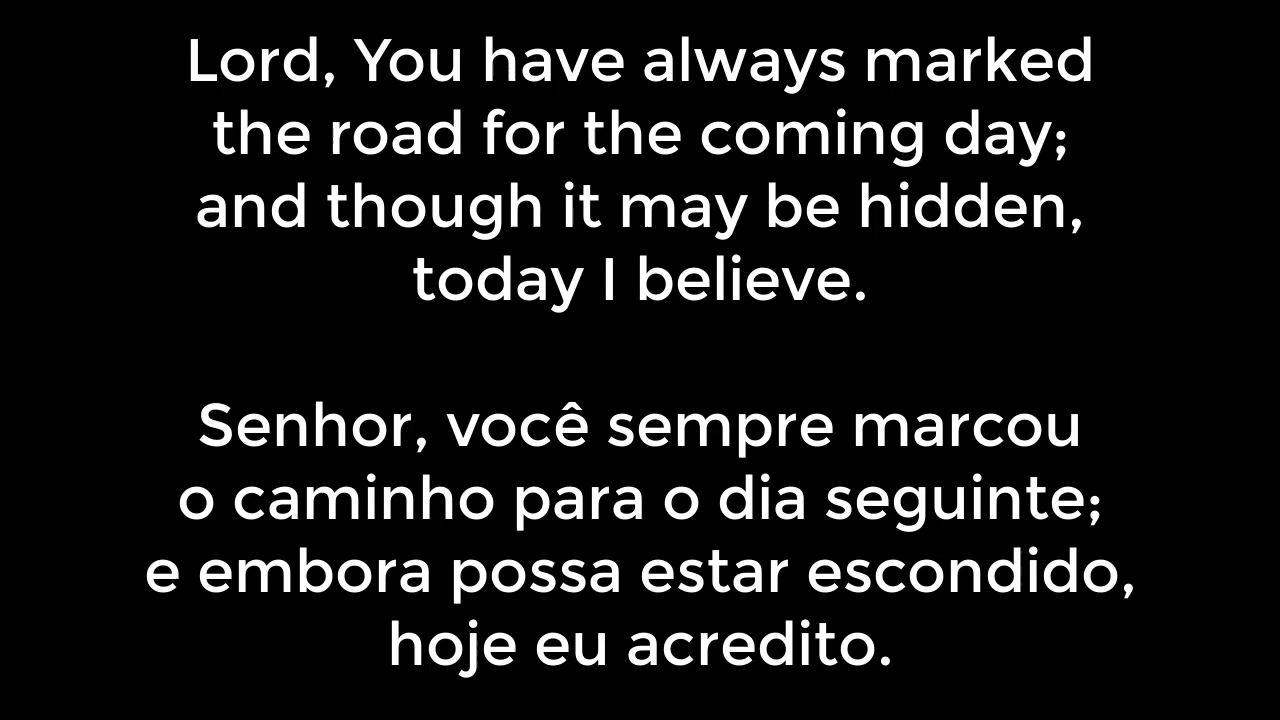 Lord, You have always marked
the road for the coming day;
and though it may be hidden,
today I believe.
Senhor, você sempre marcou
o caminho para o dia seguinte;
e embora possa estar escondido,
hoje eu acredito.